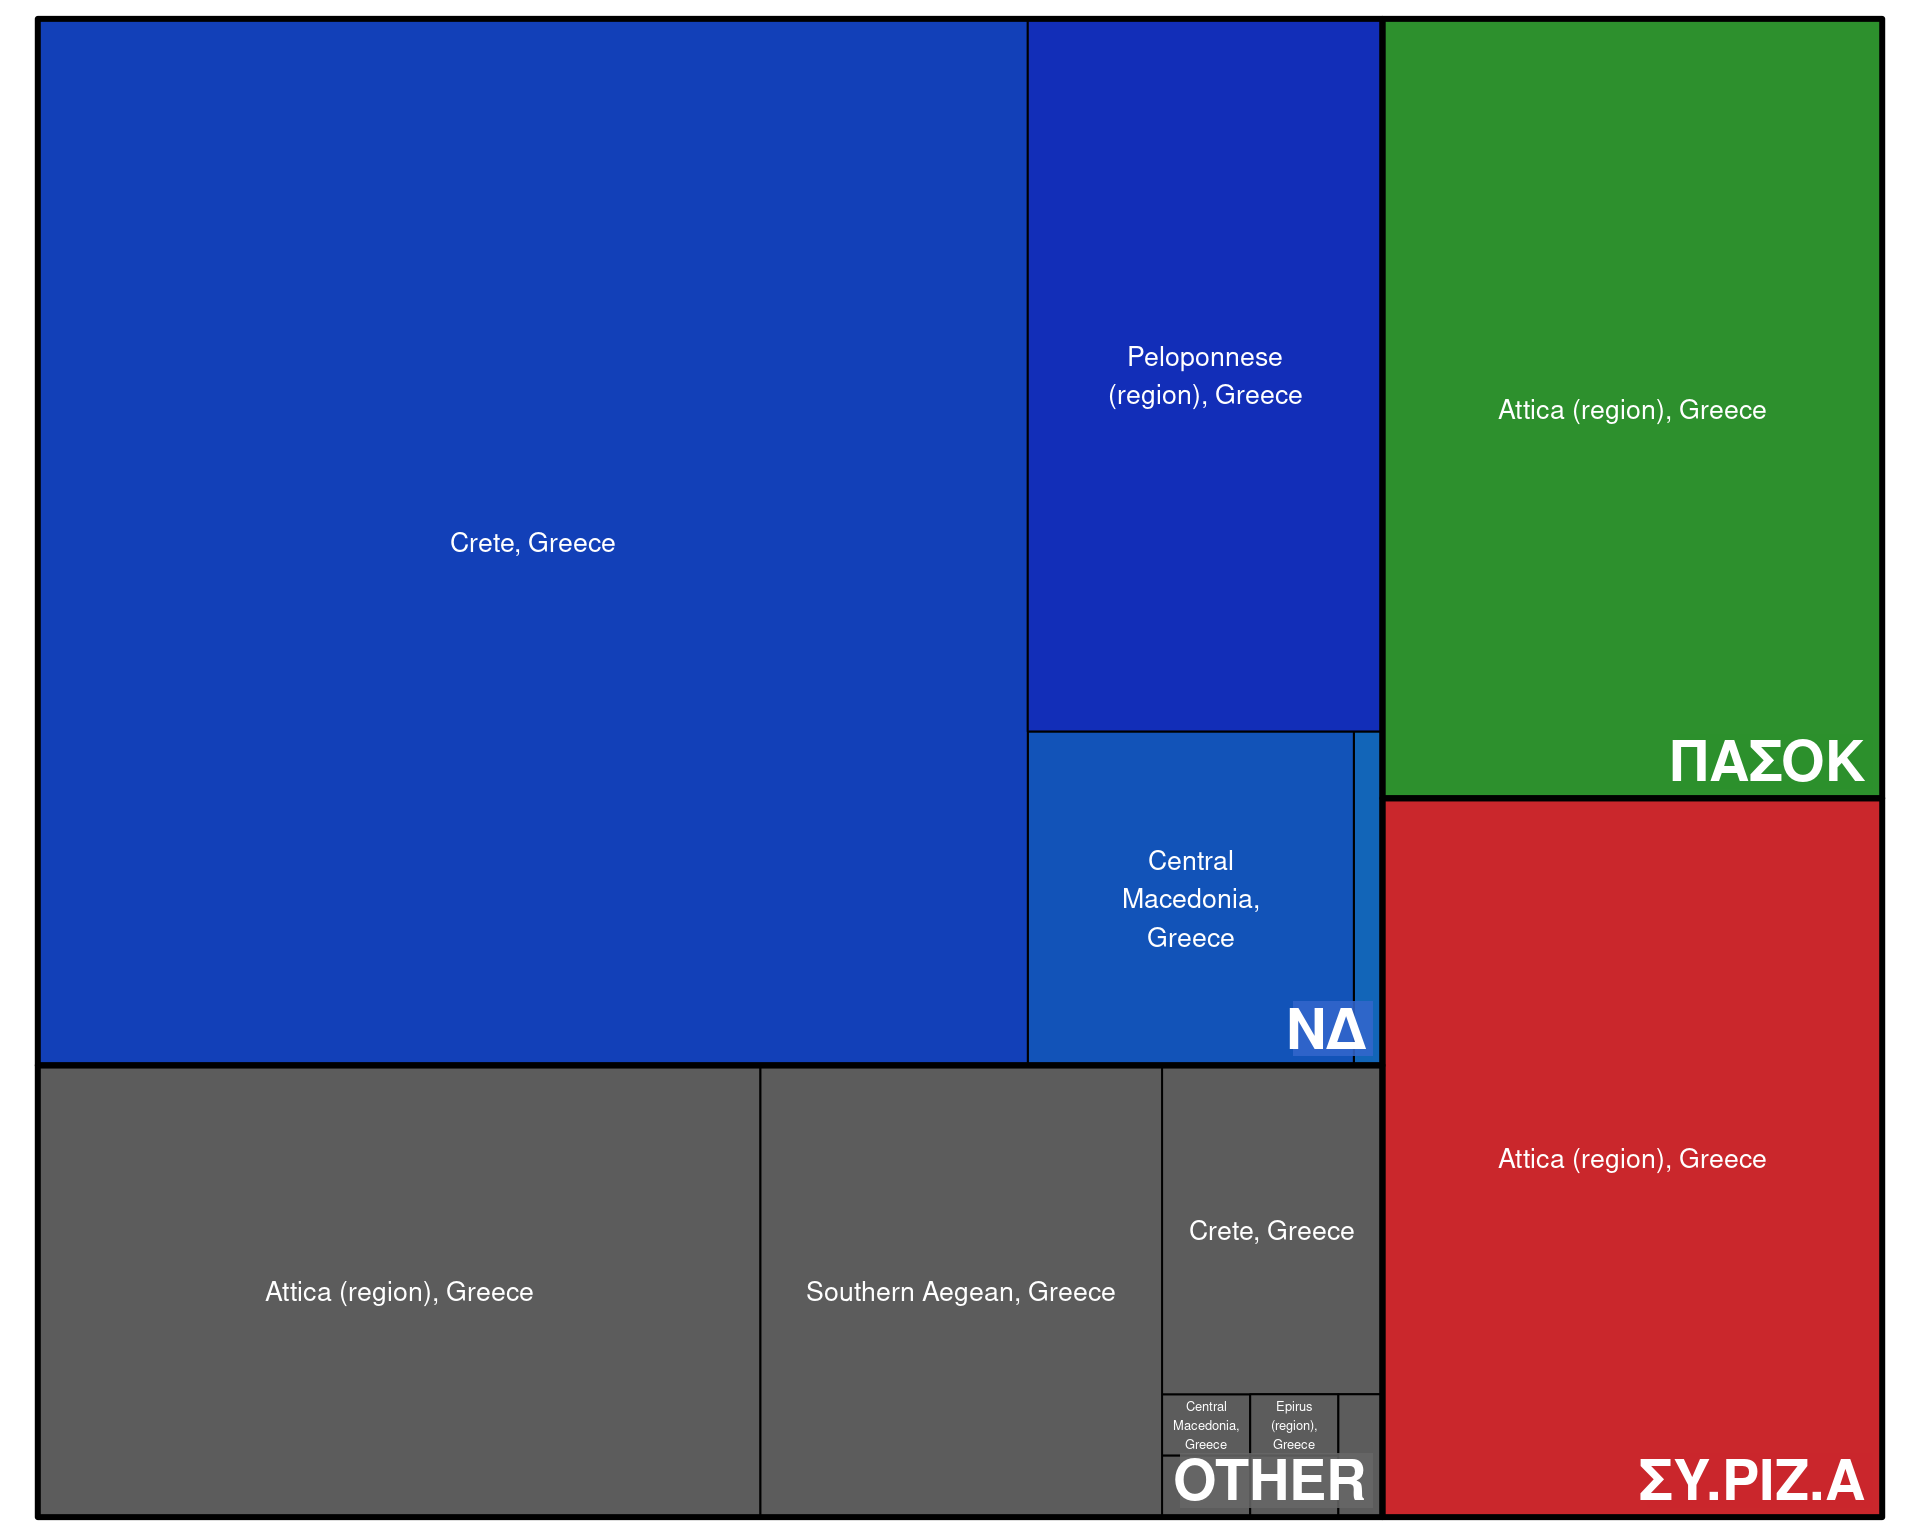 Crete, Greece
Peloponnese
(region), Greece
Central
Macedonia,
Greece
ΝΔ
Attica (region), Greece
ΠΑΣΟΚ
Attica (region), Greece
ΣΥ.ΡΙΖ.Α
Attica (region), Greece
Southern Aegean, Greece
Crete, Greece
Central
Macedonia,
Greece
Epirus
(region),
Greece
OTHER